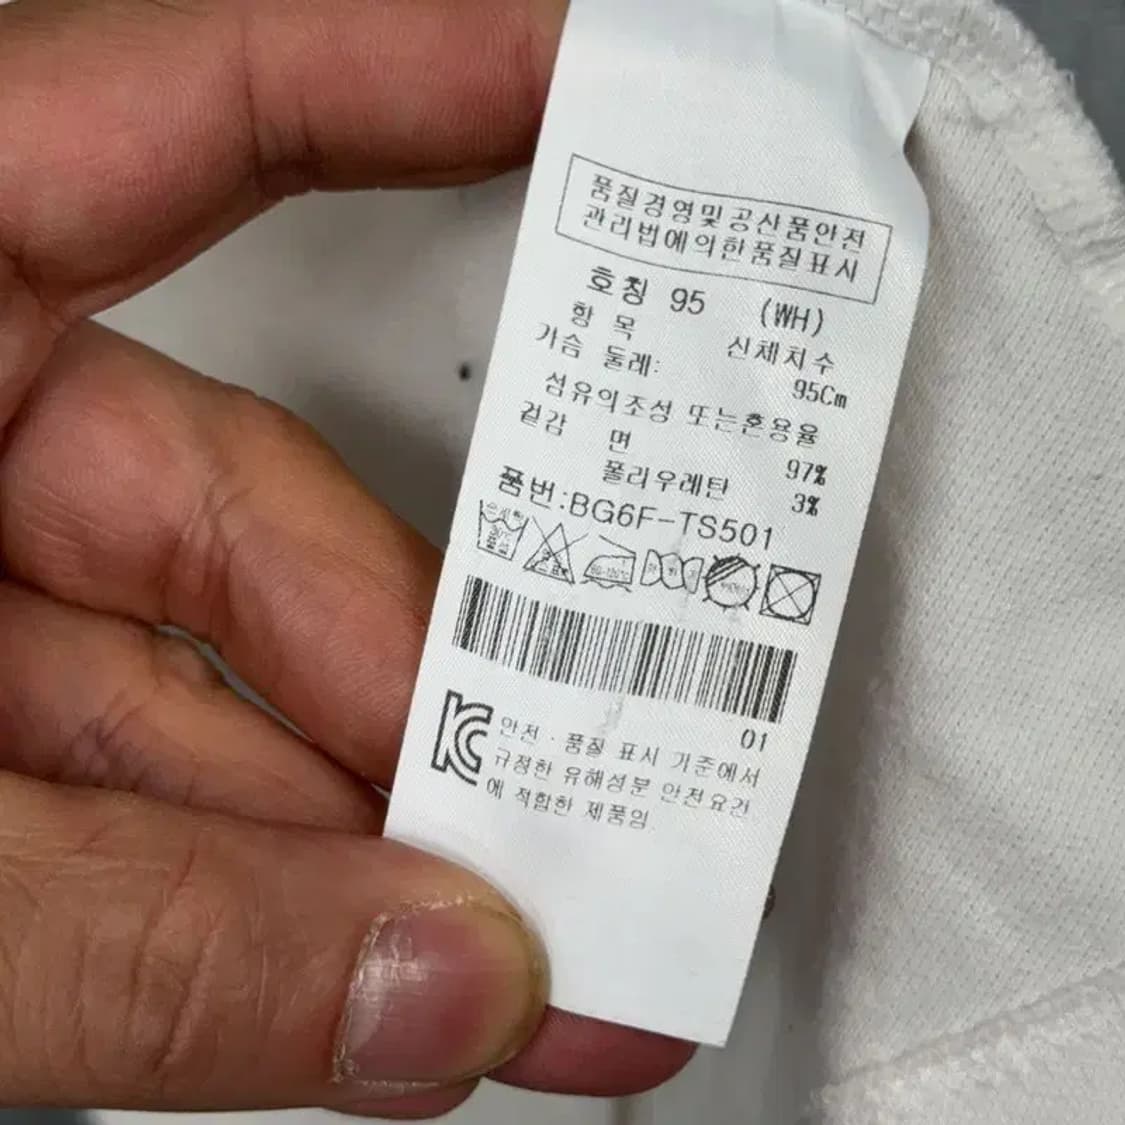 품질경영및공산품안전
관리법에의한품질표시
호칭 95 (WH)
항 목 신체치수
가슴 둘레: 95Cm
섬유의조성 또는혼용율
겉감 면 97%
폴리우레탄 3%
품번:BG6F-TS501
30℃
01
안전·품질 표시 기준에서
규정한 유해성분 안전요건
에 적합한 제품임.